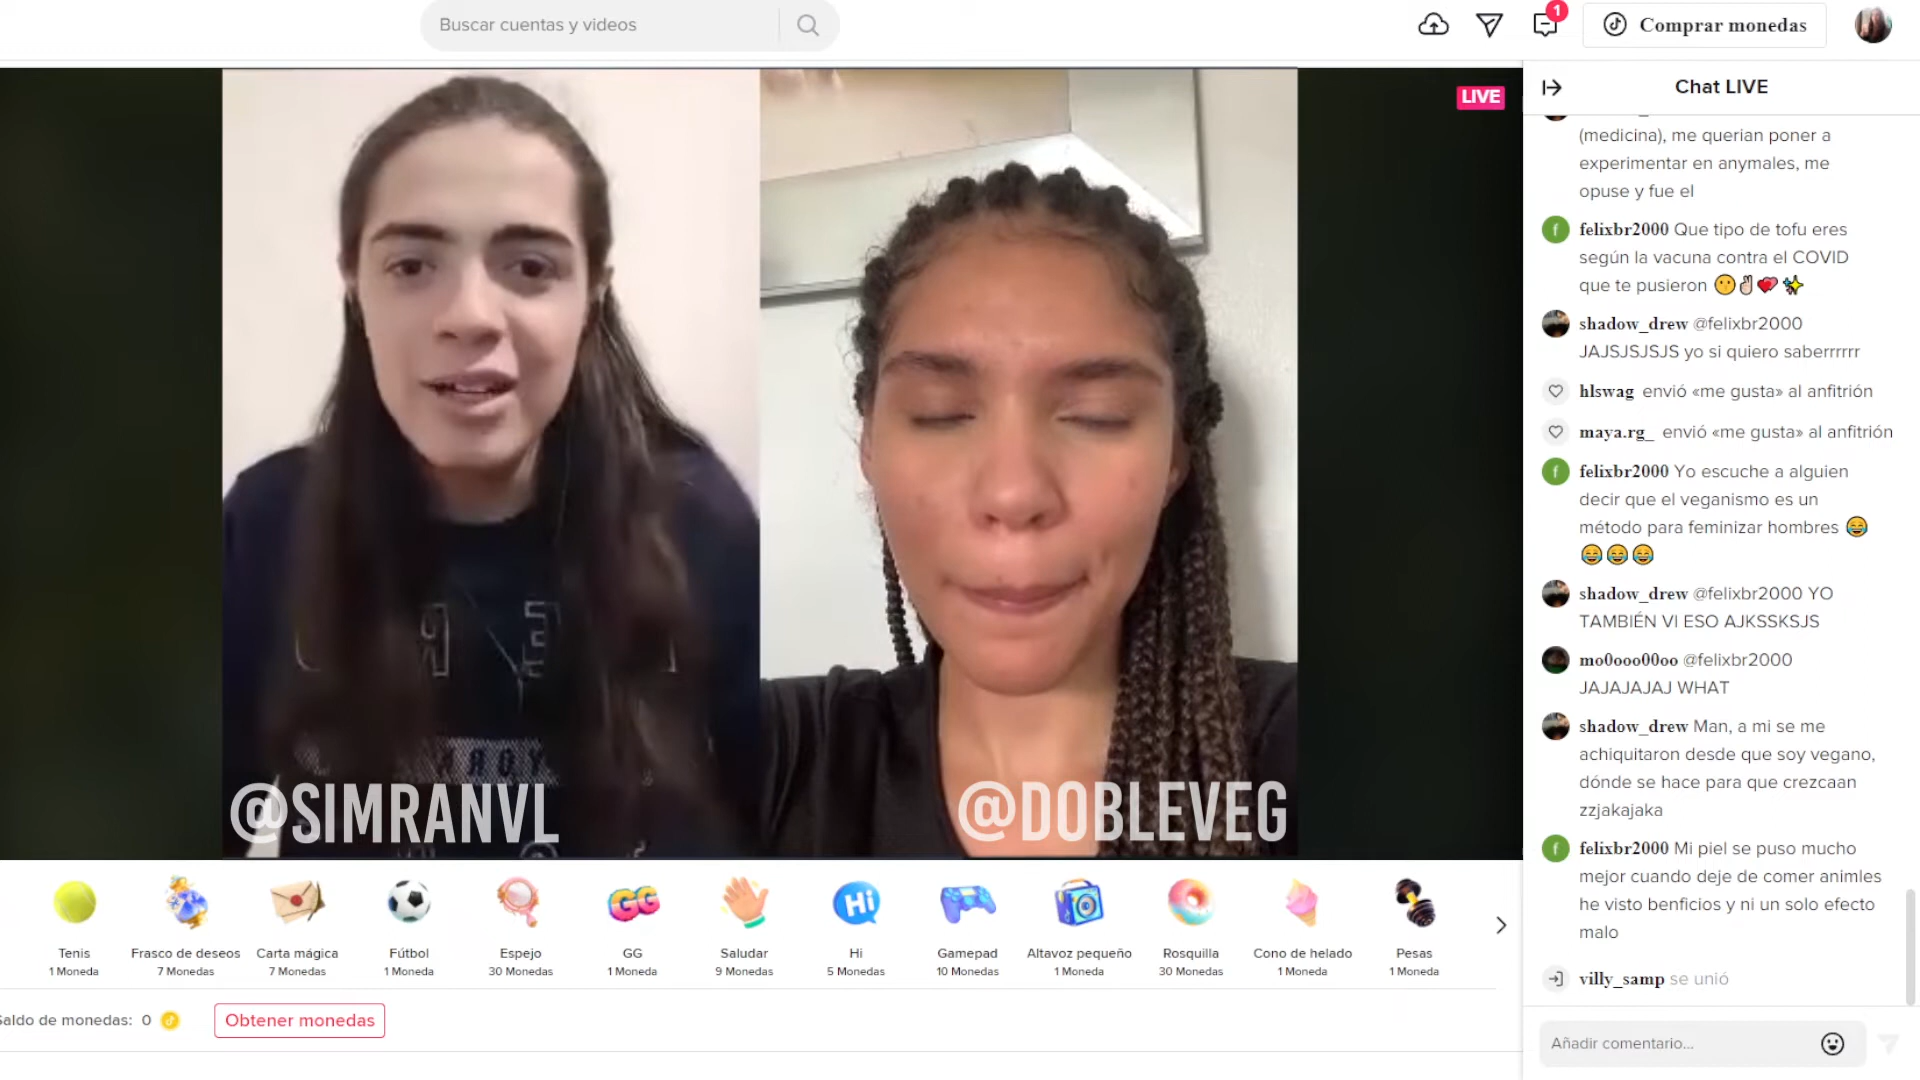 Buscar cuentas y videos
1
Comprar monedas
LIVE
Chat LIVE
(medicina), me querian poner a
experimentar en anymales, me
opuse y fue el
f
felixbr2000 Que tipo de tofu eres
según la vacuna contra el COVID
que te pusieron 😗✌🏻💞✨
shadow_drew @felixbr2000
JAJSJSJSJS yo si quiero saberrrrrr
hlswag envió «me gusta» al anfitrión
maya.rg_ envió «me gusta» al anfitrión
f
felixbr2000 Yo escuche a alguien
decir que el veganismo es un
método para feminizar hombres 😂
😂😂😂
shadow_drew @felixbr2000 YO
TAMBIÉN VI ESO AJKSSKSJS
mo0ooo00oo @felixbr2000
JAJAJAJAJ WHAT
shadow_drew Man, a mi se me
achiquitaron desde que soy vegano,
dónde se hace para que crezcaan
zzjakajaka
f
felixbr2000 Mi piel se puso mucho
mejor cuando deje de comer animles
he visto benficios y ni un solo efecto
malo
villy_samp se unió
Añadir comentario...
@SIMRANVL
@DOBLEVEG
GG
Hi
Tenis
1 Moneda
Frasco de deseos
7 Monedas
Carta mágica
7 Monedas
Fútbol
1 Moneda
Espejo
30 Monedas
GG
1 Moneda
Saludar
9 Monedas
Hi
5 Monedas
Gamepad
10 Monedas
Altavoz pequeño
1 Moneda
Rosquilla
30 Monedas
Cono de helado
1 Moneda
Pesas
1 Moneda
Saldo de monedas: 0
Obtener monedas